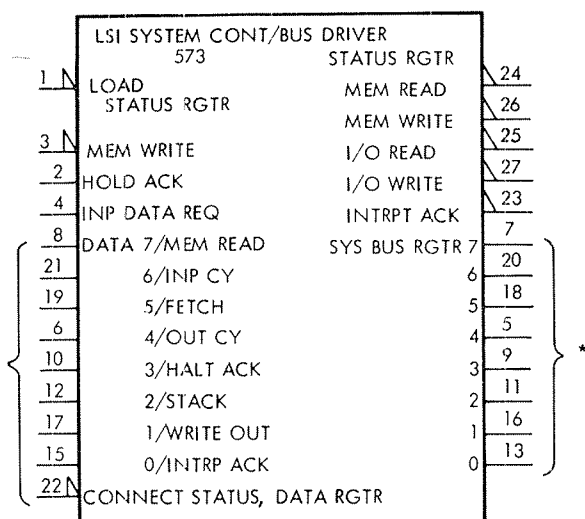 LSI SYSTEM CONT/BUS DRIVER
573
STATUS RGTR
1 LOAD
STATUS RGTR
MEM READ 24
MEM WRITE 26
3 MEM WRITE
I/O READ 25
2 HOLD ACK
I/O WRITE 27
4 INP DATA REQ
INTRPT ACK 23
8 DATA 7/MEM READ
SYS BUS RGTR 7 7
21 6/INP CY
6 20
19 5/FETCH
5 18
6 4/OUT CY
4 5
10 3/HALT ACK
3 9
12 2/STACK
2 11
17 1/WRITE OUT
1 16
15 0/INTRP ACK
0 13
*
22 CONNECT STATUS, DATA RGTR